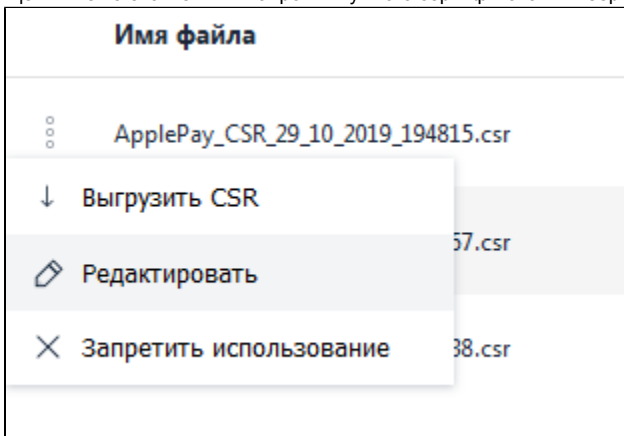 Имя файла
ApplePay_CSR_29_10_2019_194815.csr
Выгрузить CSR
57.csr
Редактировать
Запретить использование
38.csr